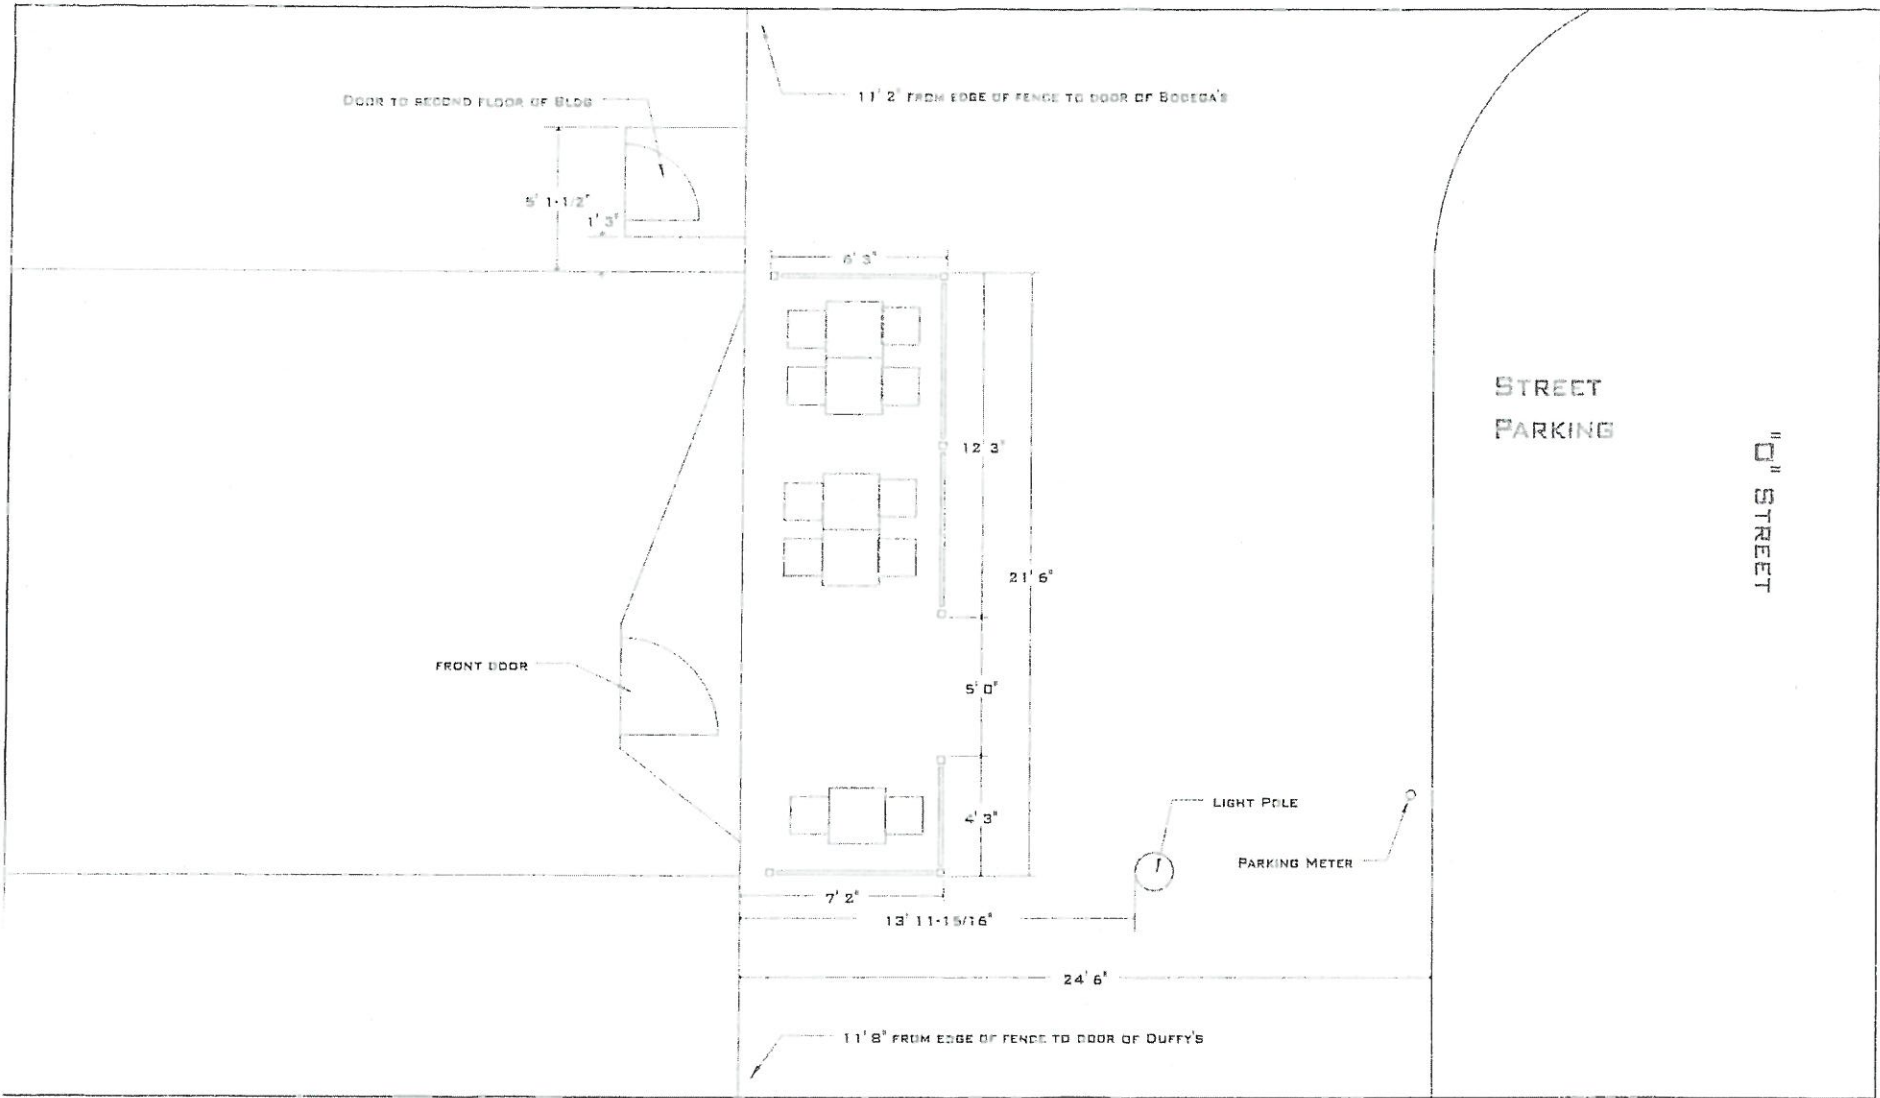 11' 2" FROM EDGE OF FENCE TO DOOR OF BODEGA'S
DOOR TO SECOND FLOOR OF BLDG
5' 1-1/2"
1' 3"
6' 3"
STREET
PARKING
"O" STREET
12' 3"
21' 6"
FRONT DOOR
5' 0"
4' 3"
LIGHT POLE
PARKING METER
7' 2"
13' 11-15/16"
24' 6"
11' 8" FROM EDGE OF FENCE TO DOOR OF DUFFY'S